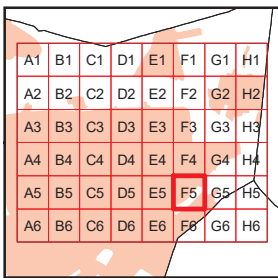 A1 B1 C1 D1 E1 F1 G1 H1
A2 B2 C2 D2 E2 F2 G2 H2
A3 B3 C3 D3 E3 F3 G3 H3
A4 B4 C4 D4 E4 F4 G4 H4
A5 B5 C5 D5 E5 F5 G5 H5
A6 B6 C6 D6 E6 F6 G6 H6